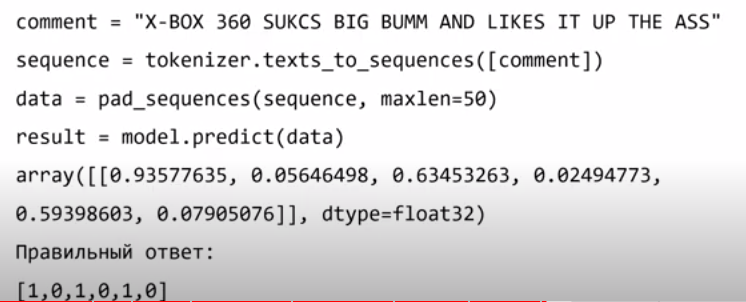 comment = "X-BOX 360 SUKCS BIG BUMM AND LIKES IT UP THE ASS"
sequence = tokenizer.texts_to_sequences([comment])
data = pad_sequences(sequence, maxlen=50)
result = model.predict(data)
array([[0.93577635, 0.05646498, 0.63453263, 0.02494773,
0.59398603, 0.07905076]], dtype=float32)
Правильный ответ:
[1,0,1,0,1,0]